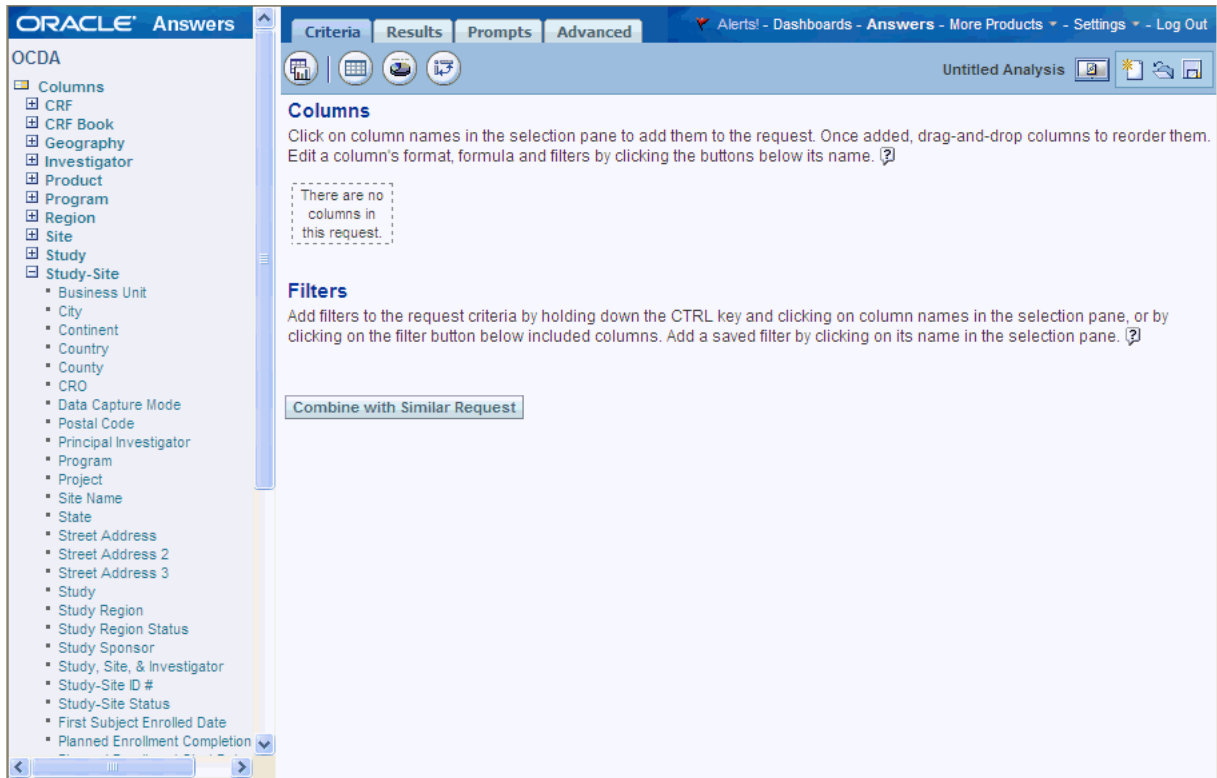 ORACLE Answers
Criteria
Results
Prompts
Advanced
Alerts! - Dashboards - Answers - More Products - Settings - Log Out
OCDA
Untitled Analysis
Columns
CRF
CRF Book
Geography
Investigator
Product
Program
Region
Site
Study
Study-Site
Business Unit
City
Continent
Country
County
CRO
Data Capture Mode
Postal Code
Principal Investigator
Program
Project
Site Name
State
Street Address
Street Address 2
Street Address 3
Study
Study Region
Study Region Status
Study Sponsor
Study, Site, & Investigator
Study-Site ID #
Study-Site Status
First Subject Enrolled Date
Planned Enrollment Completion
Columns
Click on column names in the selection pane to add them to the request. Once added, drag-and-drop columns to reorder them.
Edit a column's format, formula and filters by clicking the buttons below its name.
There are no
columns in
this request.
Filters
Add filters to the request criteria by holding down the CTRL key and clicking on column names in the selection pane, or by
clicking on the filter button below included columns. Add a saved filter by clicking on its name in the selection pane.
Combine with Similar Request